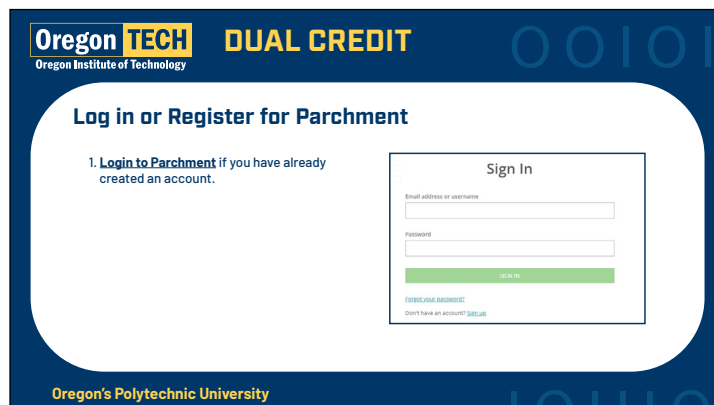 Oregon TECH
Oregon Institute of Technology
DUAL CREDIT
OOIOI
Log in or Register for Parchment
1. Login to Parchment if you have already
created an account.
Sign In
Email address or username
Password
SIGN IN
Forgot your password?
Don't have an account? Sign up
Oregon's Polytechnic University